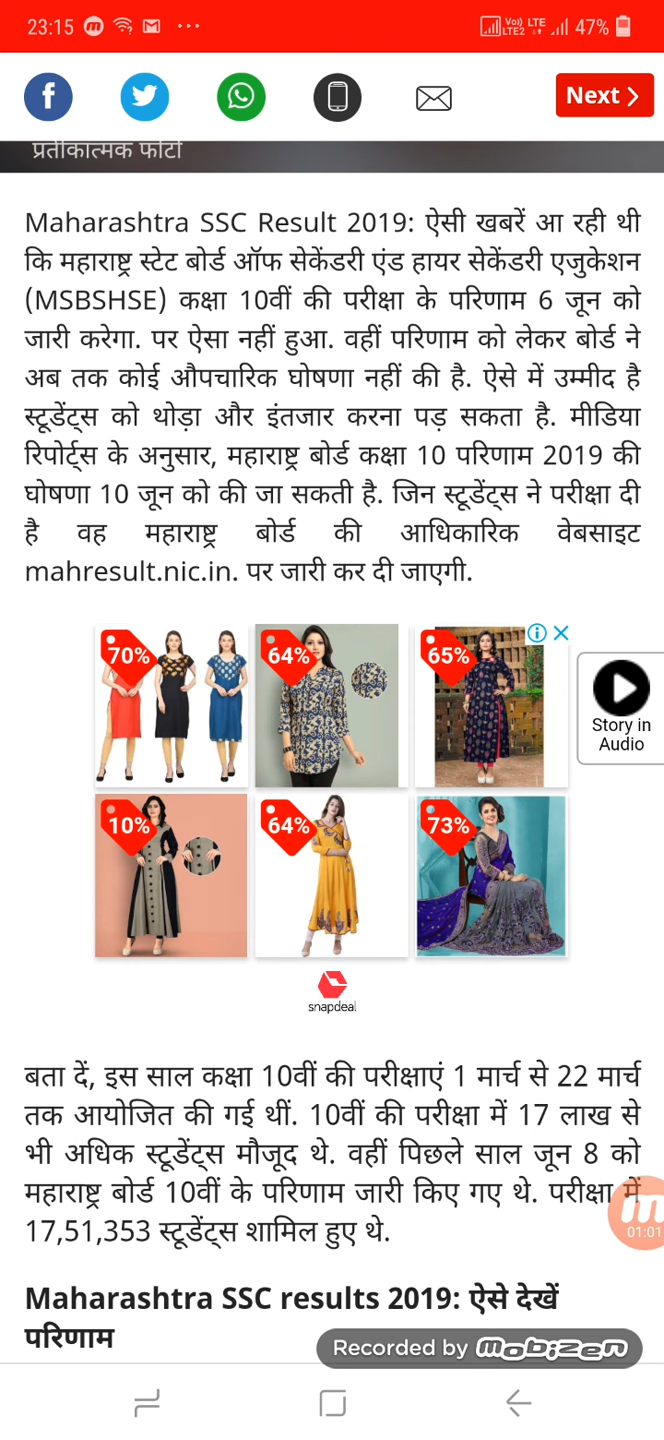 23:15
Vo) LTE
LTE2
47%
f
Next
प्रतीकात्मक फोटो
Maharashtra SSC Result 2019: ऐसी खबरें आ रही थी
कि महाराष्ट्र स्टेट बोर्ड ऑफ सेकेंडरी एंड हायर सेकेंडरी एजुकेशन
(MSBSHSE) कक्षा 10वीं की परीक्षा के परिणाम 6 जून को
जारी करेगा. पर ऐसा नहीं हुआ. वहीं परिणाम को लेकर बोर्ड ने
अब तक कोई औपचारिक घोषणा नहीं की है. ऐसे में उम्मीद है
स्टूडेंट्स को थोड़ा और इंतजार करना पड़ सकता है. मीडिया
रिपोर्ट्स के अनुसार, महाराष्ट्र बोर्ड कक्षा 10 परिणाम 2019 की
घोषणा 10 जून को की जा सकती है. जिन स्टूडेंट्स ने परीक्षा दी
है वह महाराष्ट्र बोर्ड की आधिकारिक वेबसाइट
mahresult.nic.in. पर जारी कर दी जाएगी.
70%
64%
65%
Story in
Audio
10%
64%
73%
snapdeal
बता दें, इस साल कक्षा 10वीं की परीक्षाएं 1 मार्च से 22 मार्च
तक आयोजित की गई थीं. 10वीं की परीक्षा में 17 लाख से
भी अधिक स्टूडेंट्स मौजूद थे. वहीं पिछले साल जून 8 को
महाराष्ट्र बोर्ड 10वीं के परिणाम जारी किए गए थे. परीक्षा में
17,51,353 स्टूडेंट्स शामिल हुए थे.
01:01
Maharashtra SSC results 2019: ऐसे देखें
परिणाम
Recorded by mobizen